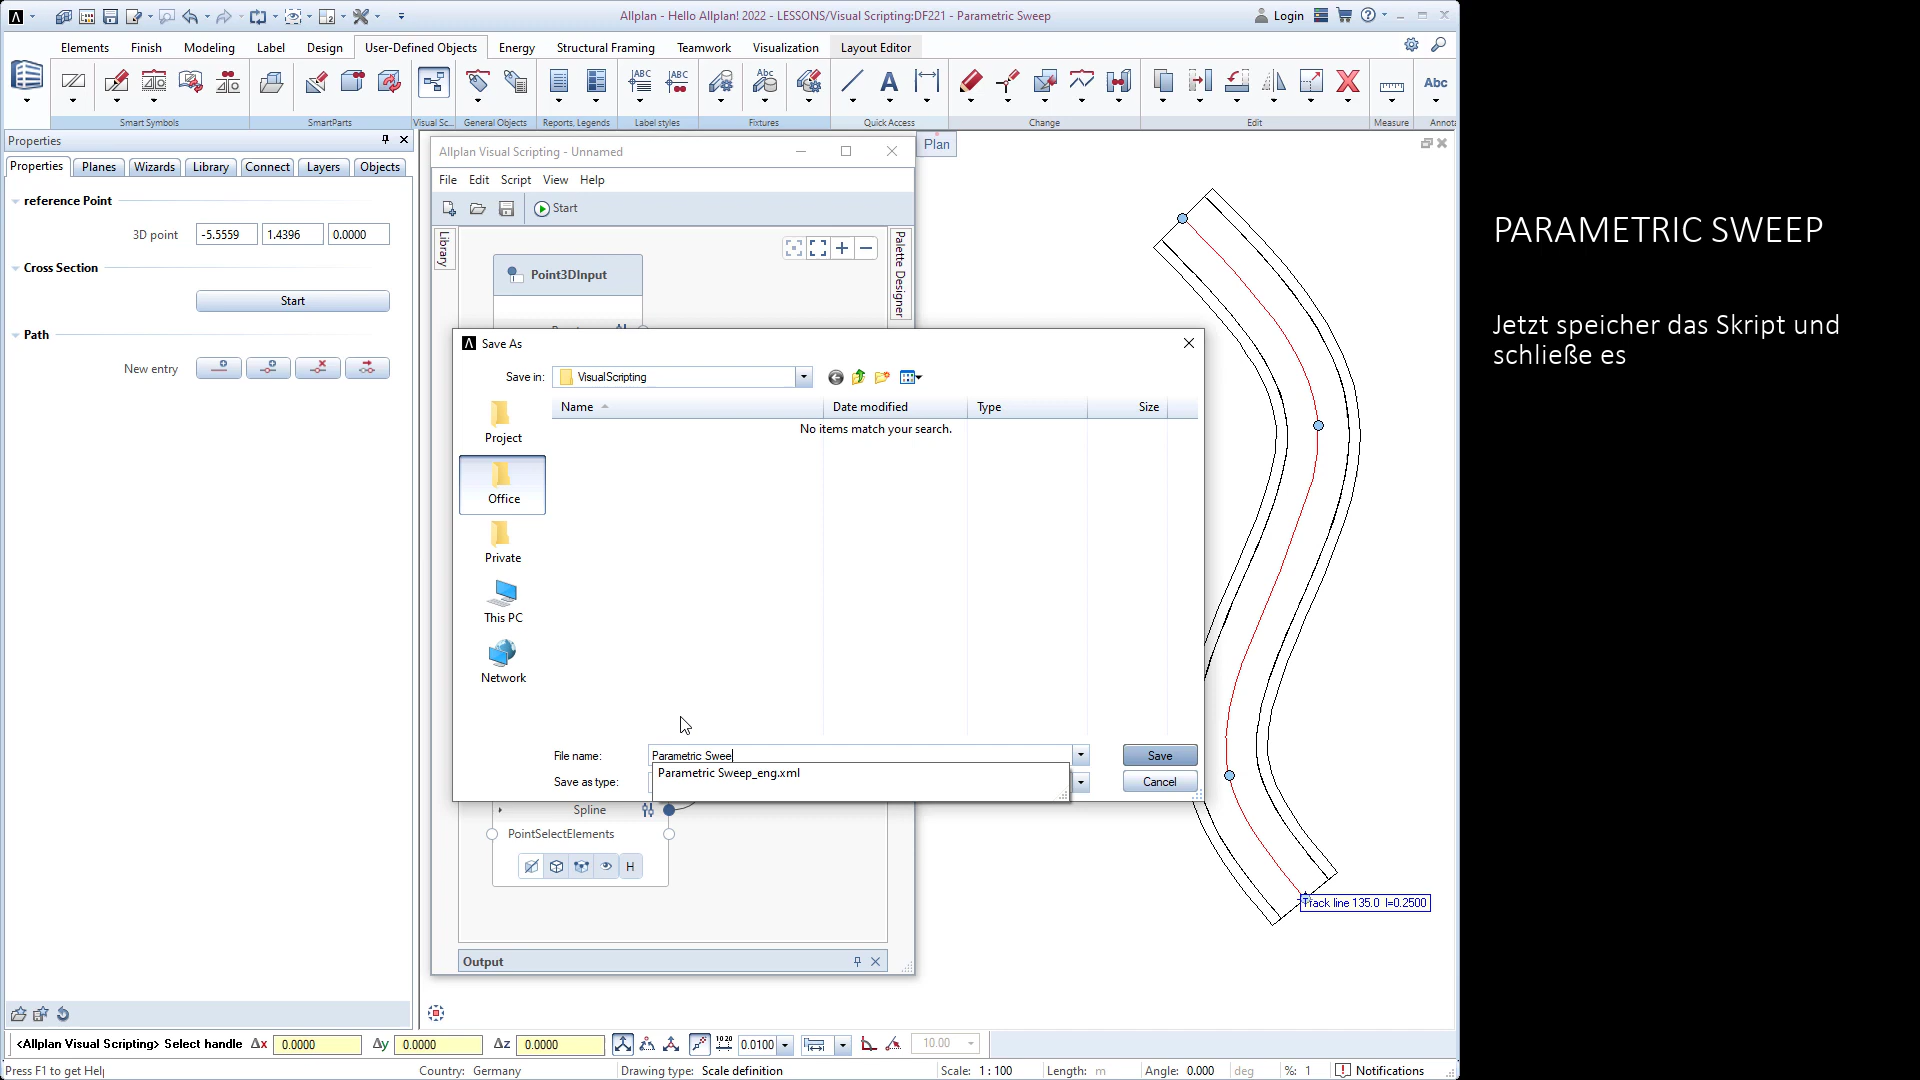 Allplan - Hello Allplan! 2022 - LESSONS/Visual Scripting:DF221 - Parametric Sweep
Login
Elements Finish Modeling Label Design User-Defined Objects Energy Structural Framing Teamwork Visualization Layout Editor
Smart Symbols SmartParts Visual Sc... General Objects Reports, Legends Label styles Fixtures Quick Access Change Edit Measure Annota
Properties
Properties Planes Wizards Library Connect Layers Objects
reference Point
3D point -5.5559 1.4396 0.0000
Cross Section
Start
Path
New entry
Allplan Visual Scripting - Unnamed
Plan
File Edit Script View Help
Start
Library
Palette Designer
Point3DInput
Save As
Save in: VisualScripting
Name Date modified Type Size
No items match your search.
Project
Office
Private
This PC
Network
File name: Parametric Swee
Save
Parametric Sweep_eng.xml
Save as type:
Cancel
Spline
PointSelectElements
H
Output
Track line 135.0 l=0.2500
PARAMETRIC SWEEP
Jetzt speicher das Skript und
schließe es
<Allplan Visual Scripting> Select handle Δx 0.0000 Δy 0.0000 Δz 0.0000 0.0100 10.00
Press F1 to get Help Country: Germany Drawing type: Scale definition Scale: 1 : 100 Length: m Angle: 0.000 deg %: 1 Notifications